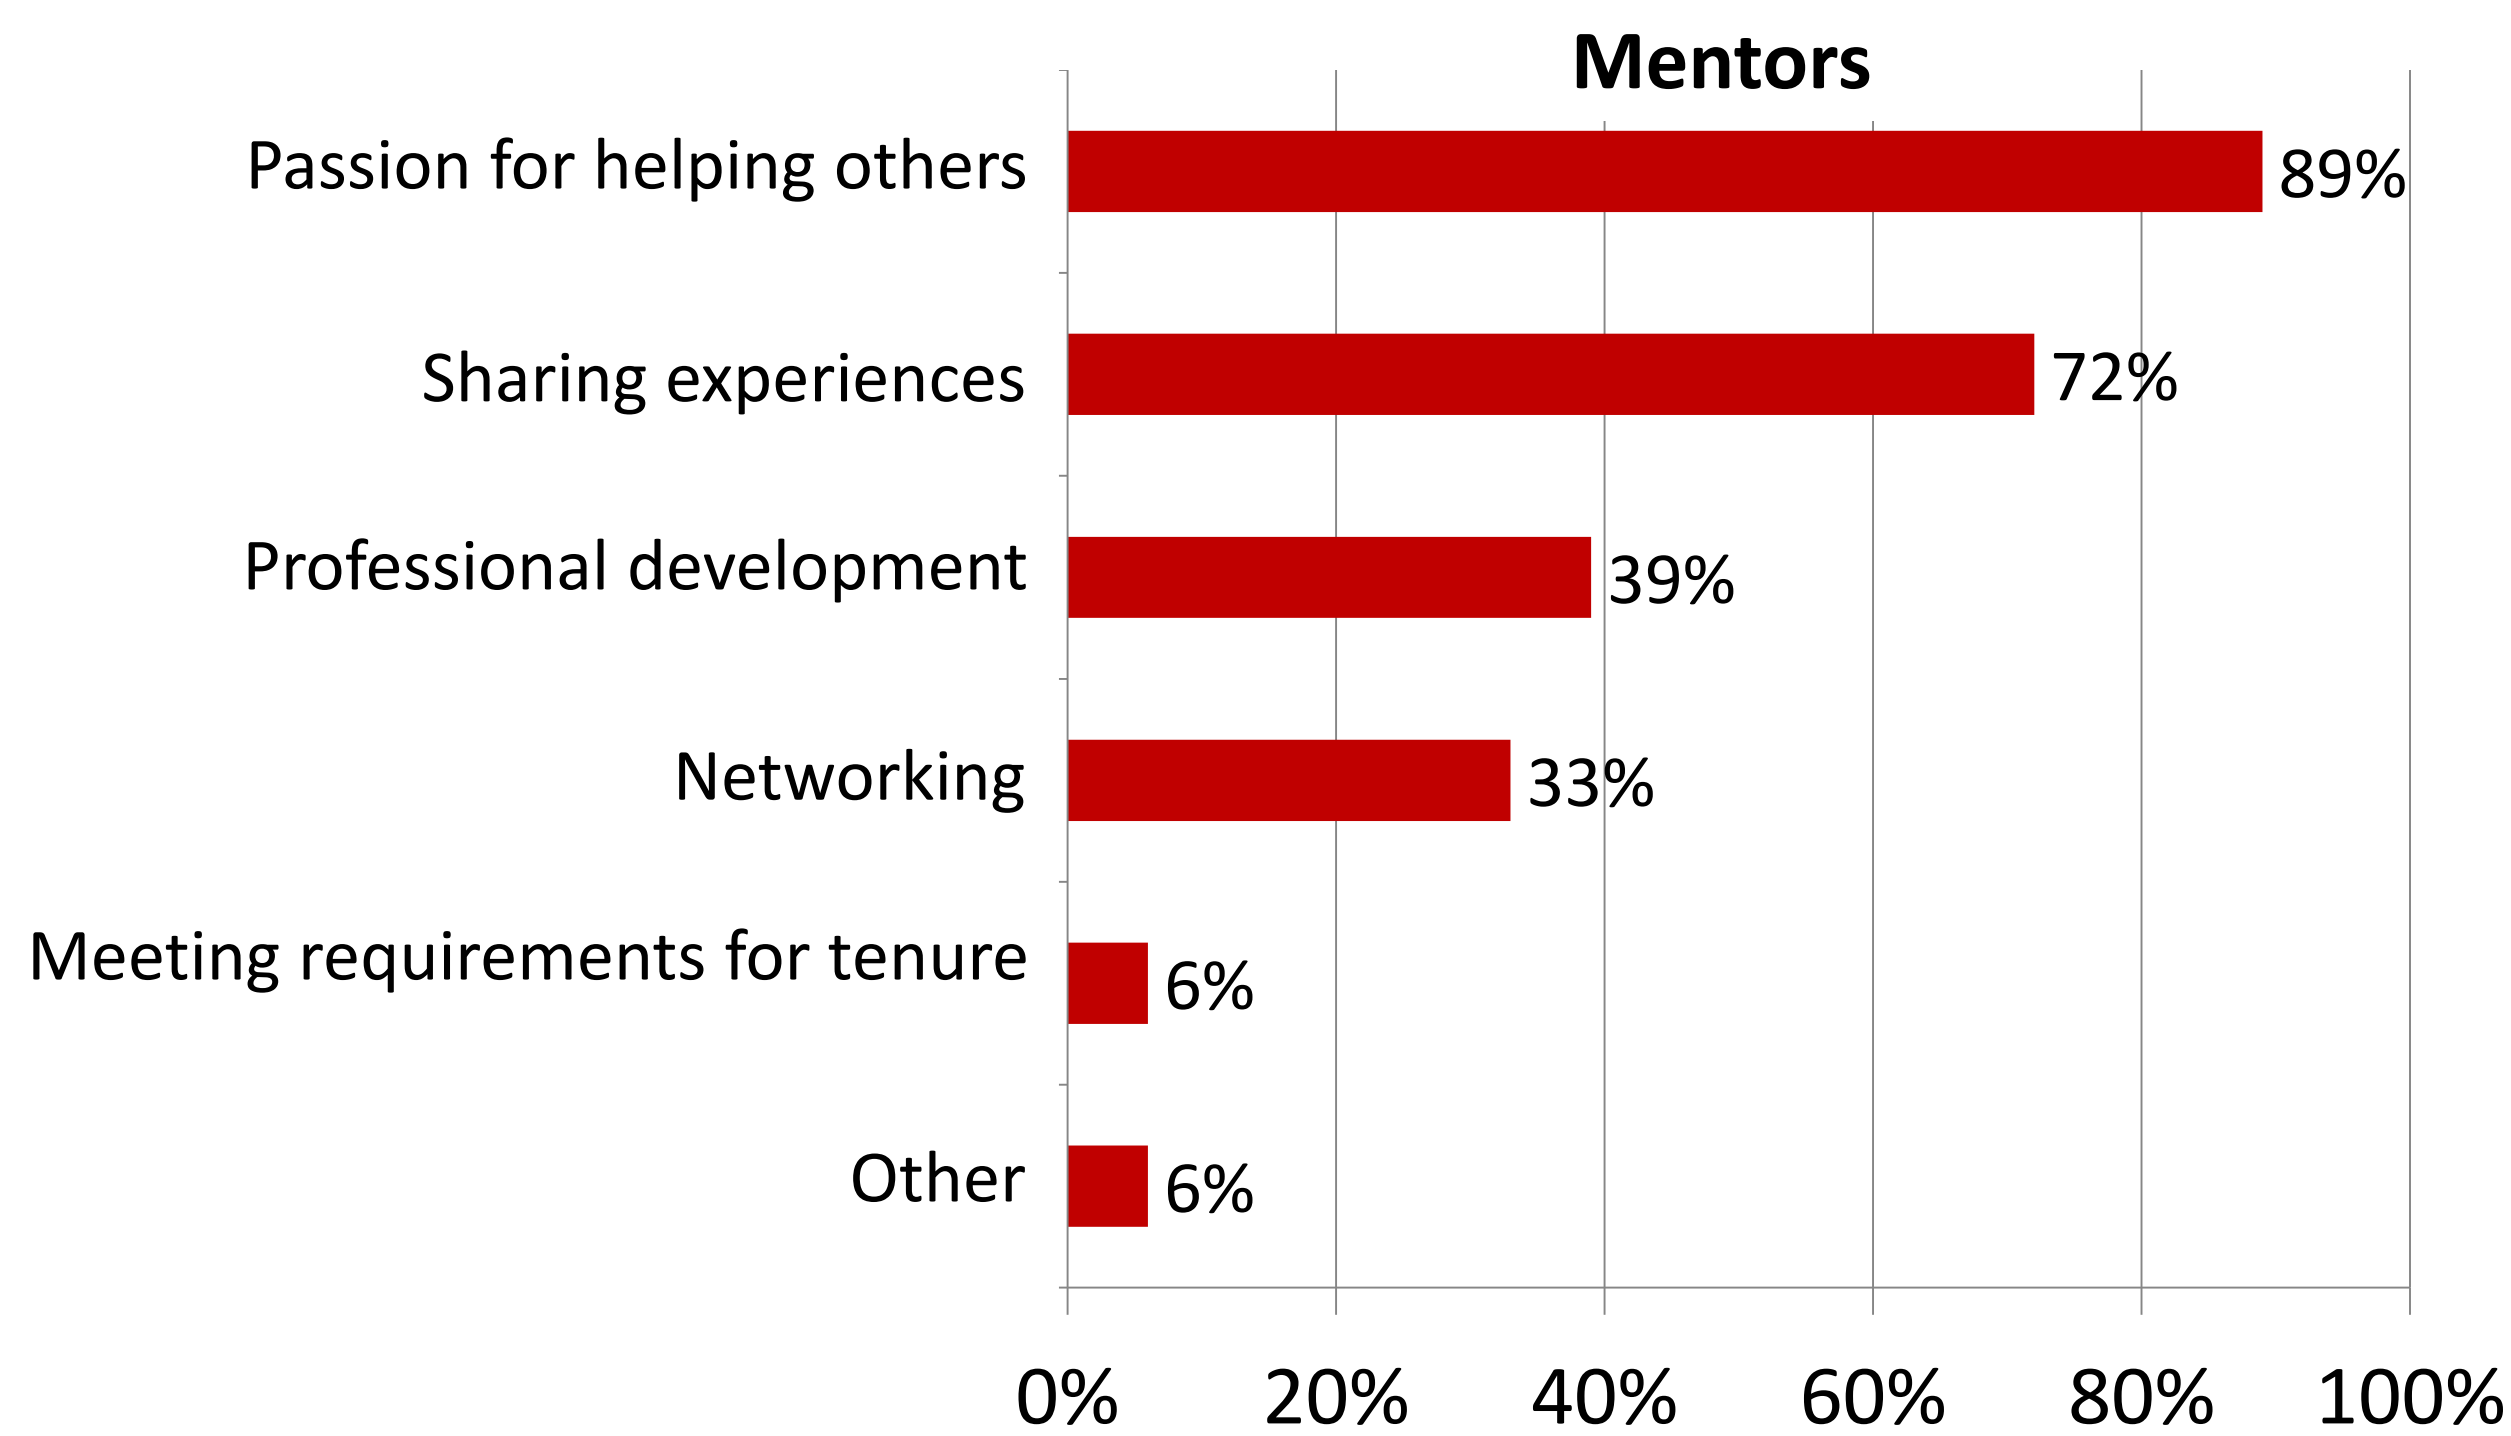 Mentors
Passion for helping others 89%
Sharing experiences 72%
Professional development 39%
Networking 33%
Meeting requirements for tenure 6%
Other 6%
0% 20% 40% 60% 80% 100%